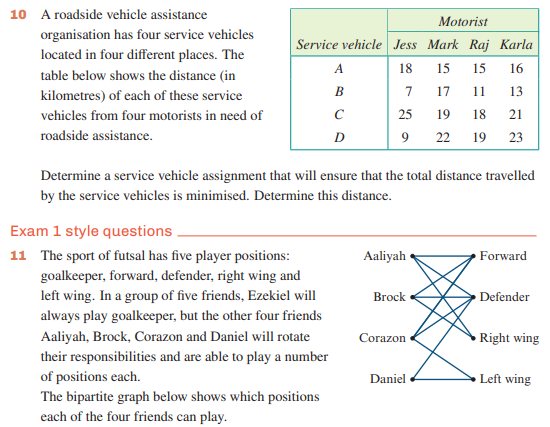 10 A roadside vehicle assistance
organisation has four service vehicles
located in four different places. The
table below shows the distance (in
kilometres) of each of these service
vehicles from four motorists in need of
roadside assistance.
Motorist
Service vehicle Jess Mark Raj Karla
A 18 15 15 16
B 7 17 11 13
C 25 19 18 21
D 9 22 19 23
Determine a service vehicle assignment that will ensure that the total distance travelled
by the service vehicles is minimised. Determine this distance.
Exam 1 style questions
11 The sport of futsal has five player positions:
goalkeeper, forward, defender, right wing and
left wing. In a group of five friends, Ezekiel will
always play goalkeeper, but the other four friends
Aaliyah, Brock, Corazon and Daniel will rotate
their responsibilities and are able to play a number
of positions each.
The bipartite graph below shows which positions
each of the four friends can play.
Aaliyah Forward
Brock Defender
Corazon Right wing
Daniel Left wing